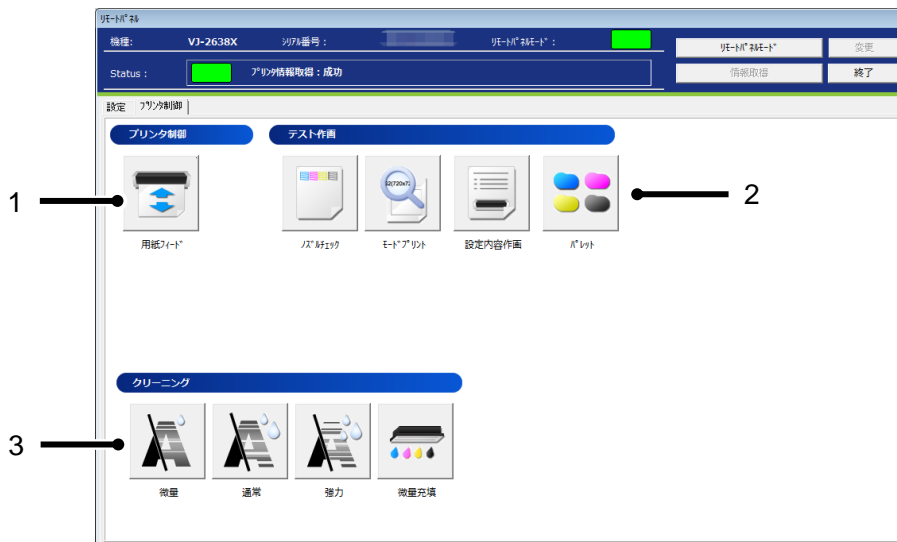 ﾘﾓｰﾄﾊﾟﾈﾙ
機種: VJ-2638X ｼﾘｱﾙ番号： ﾘﾓｰﾄﾊﾟﾈﾙﾓｰﾄﾞ：
ﾘﾓｰﾄﾊﾟﾈﾙﾓｰﾄﾞ 変更
Status： ﾌﾟﾘﾝﾀ情報取得：成功
情報取得 終了
設定 ﾌﾟﾘﾝﾀ制御
プリンタ制御 テスト作画
1
2
用紙ﾌｨｰﾄﾞ ﾉｽﾞﾙﾁｪｯｸ ﾓｰﾄﾞﾌﾟﾘﾝﾄ 設定内容作画 ﾊﾟﾚｯﾄ
クリーニング
3
微量 通常 強力 微量充填